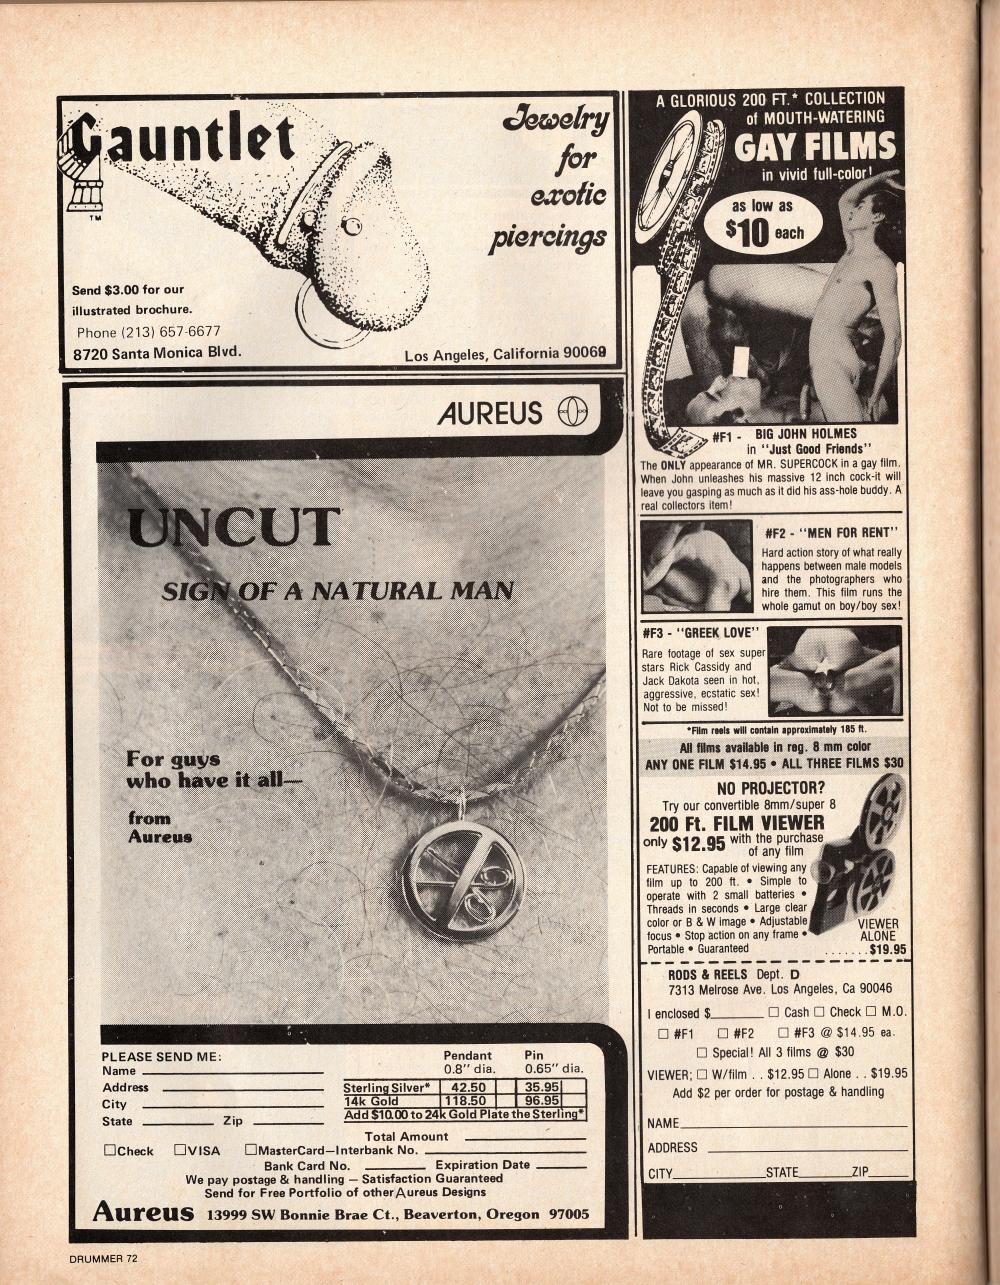 Gauntlet
TM
Jewelry
for
exotic
piercings
Send $3.00 for our
illustrated brochure.
Phone (213) 657-6677
8720 Santa Monica Blvd.
Los Angeles, California 90069
AUREUS
UNCUT
SIGN OF A NATURAL MAN
For guys
who have it all—
from
Aureus
PLEASE SEND ME:
Name
Address
City
State Zip
Pendant Pin
0.8" dia. 0.65" dia.
Sterling Silver* 42.50 35.95
14k Gold 118.50 96.95
Add $10.00 to 24k Gold Plate the Sterling*
Total Amount
☐Check ☐VISA ☐MasterCard—Interbank No.
Bank Card No. Expiration Date
We pay postage & handling — Satisfaction Guaranteed
Send for Free Portfolio of other Aureus Designs
Aureus 13999 SW Bonnie Brae Ct., Beaverton, Oregon 97005
A GLORIOUS 200 FT.* COLLECTION
of MOUTH-WATERING
GAY FILMS
in vivid full-color!
as low as
$10 each
#F1 - BIG JOHN HOLMES
in "Just Good Friends"
The ONLY appearance of MR. SUPERCOCK in a gay film.
When John unleashes his massive 12 inch cock-it will
leave you gasping as much as it did his ass-hole buddy. A
real collectors item!
#F2 - "MEN FOR RENT"
Hard action story of what really
happens between male models
and the photographers who
hire them. This film runs the
whole gamut on boy/boy sex!
#F3 - "GREEK LOVE"
Rare footage of sex super
stars Rick Cassidy and
Jack Dakota seen in hot,
aggressive, ecstatic sex!
Not to be missed!
*Film reels will contain approximately 185 ft.
All films available in reg. 8 mm color
ANY ONE FILM $14.95 • ALL THREE FILMS $30
NO PROJECTOR?
Try our convertible 8mm/super 8
200 Ft. FILM VIEWER
only $12.95 with the purchase
of any film
FEATURES: Capable of viewing any
film up to 200 ft. • Simple to
operate with 2 small batteries •
Threads in seconds • Large clear
color or B & W image • Adjustable
focus • Stop action on any frame •
Portable • Guaranteed
VIEWER
ALONE
.......$19.95
RODS & REELS Dept. D
7313 Melrose Ave. Los Angeles, Ca 90046
I enclosed $ ☐ Cash ☐ Check ☐ M.O.
☐ #F1 ☐ #F2 ☐ #F3 @ $14.95 ea.
☐ Special! All 3 films @ $30
VIEWER; ☐ W/film . . $12.95 ☐ Alone . . $19.95
Add $2 per order for postage & handling
NAME
ADDRESS
CITY STATE ZIP
DRUMMER 72